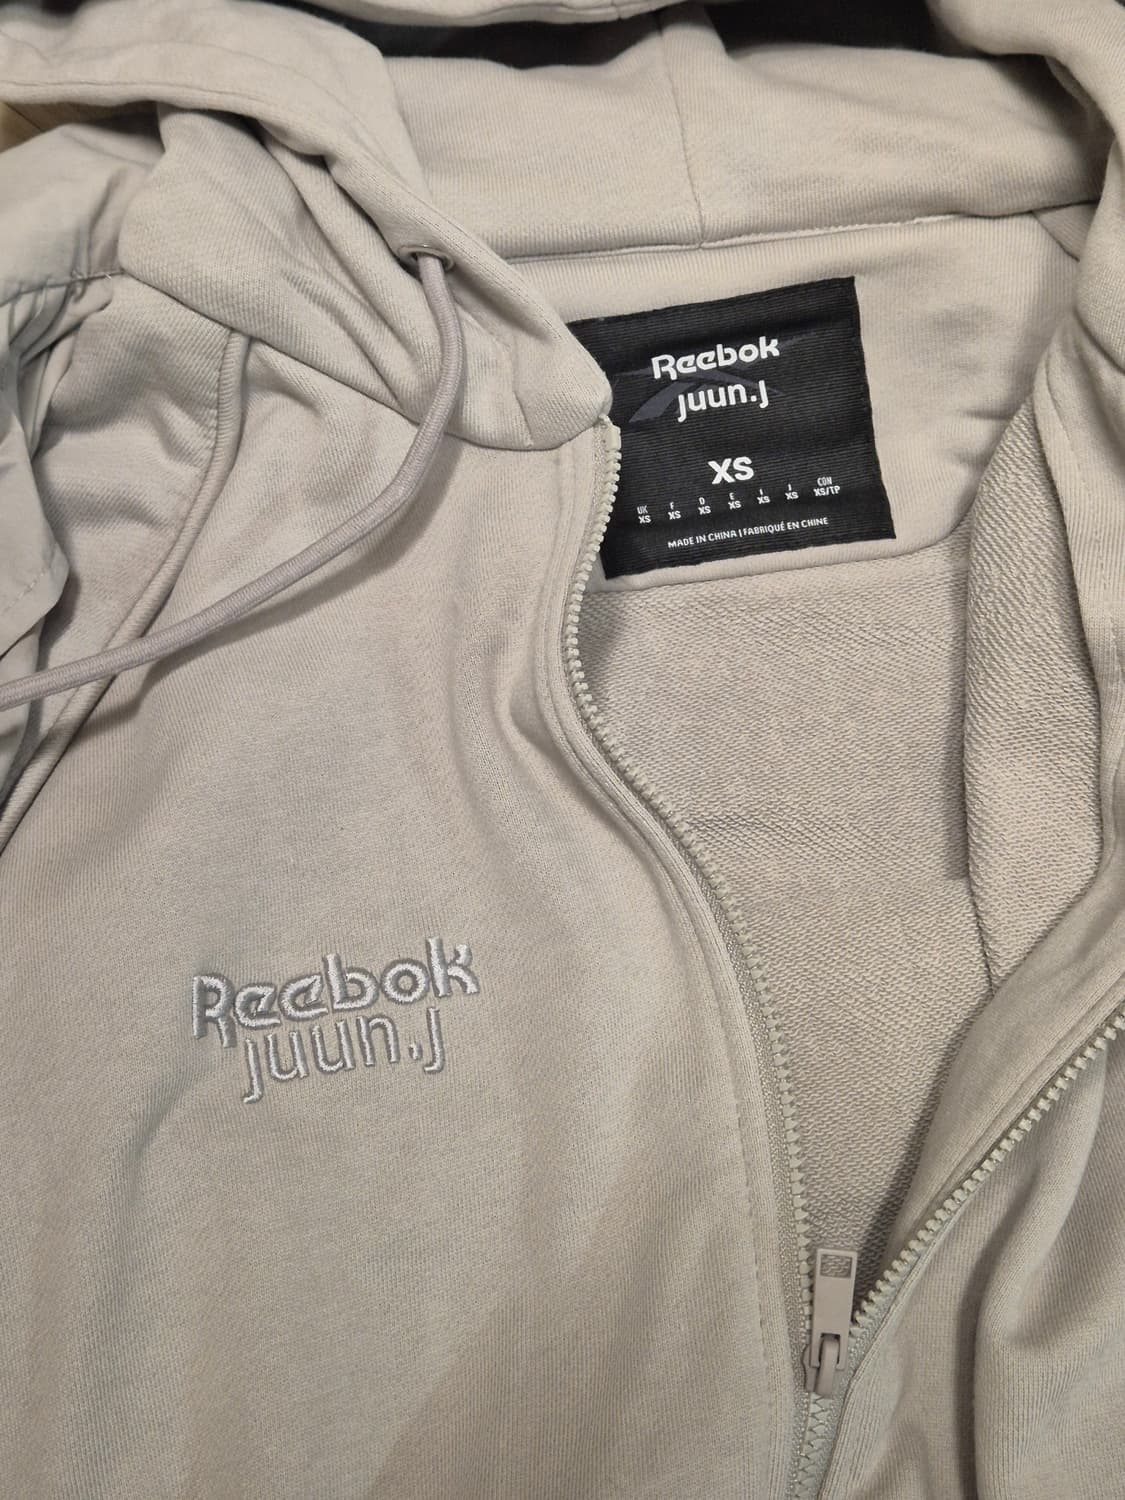 Reebok
juun.J
XS
UK F D E I J CDN
XS XS XS XS XS XS XS/TP
MADE IN CHINA | FABRIQUÉ EN CHINE
Reebok
juun.J